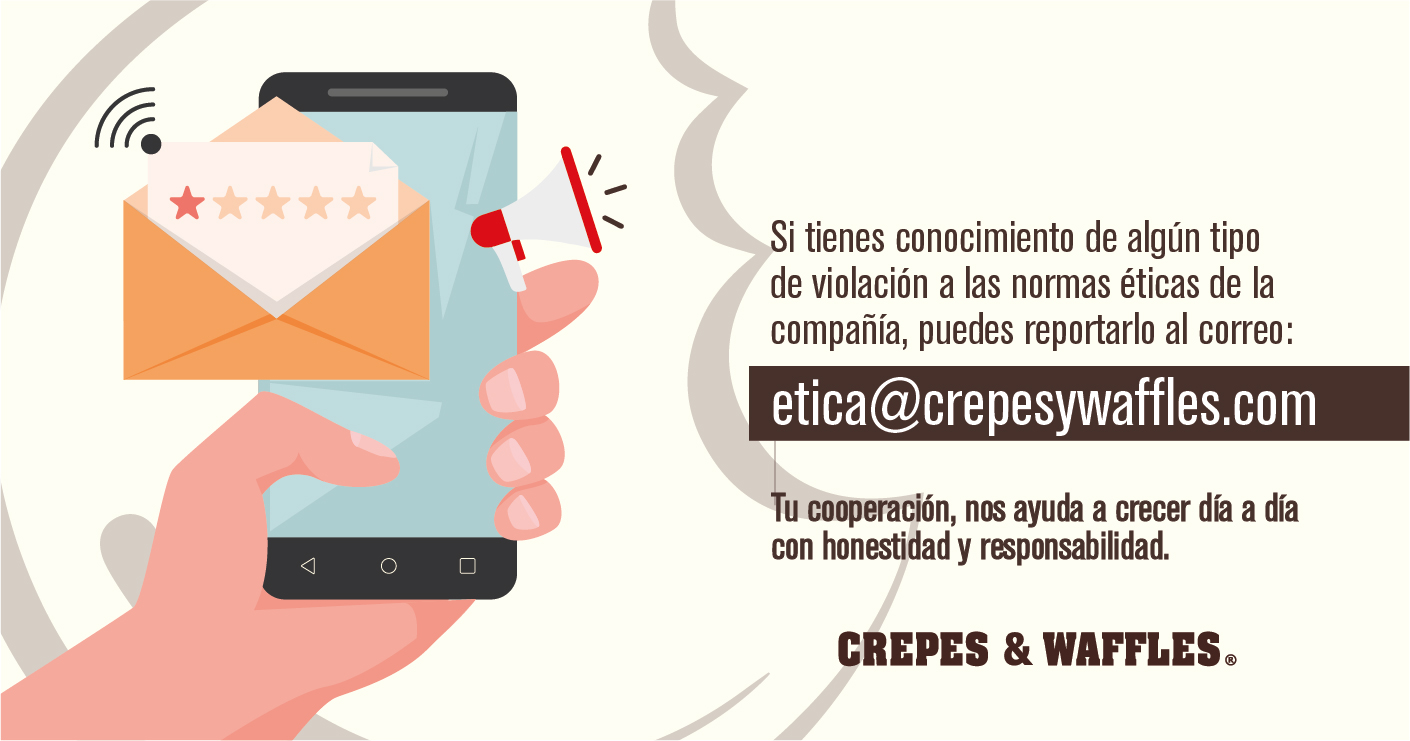 Si tienes conocimiento de algún tipo
de violación a las normas éticas de la
compañía, puedes reportarlo al correo:
etica@crepesywaffles.com
Tu cooperación, nos ayuda a crecer día a día
con honestidad y responsabilidad.
CREPES & WAFFLES®